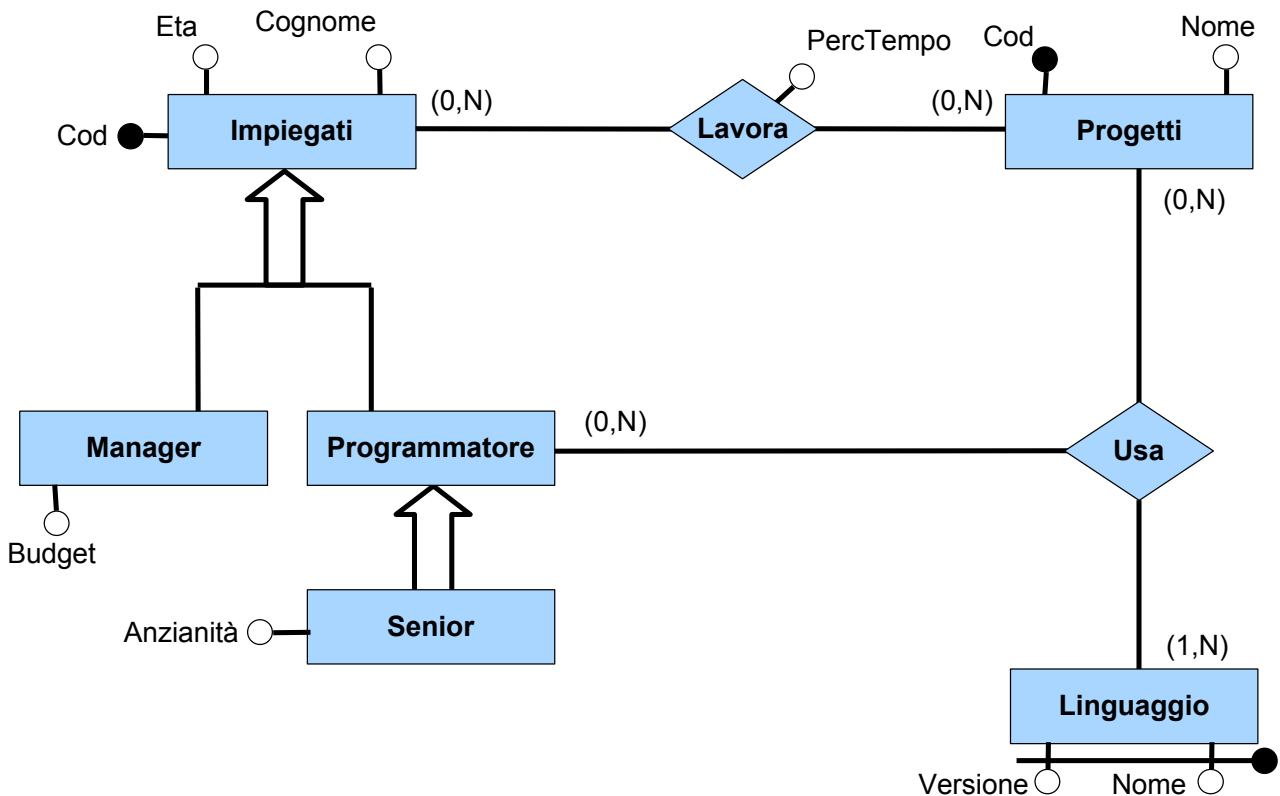 Eta
Cognome
PercTempo
Cod
Nome
(0,N)
(0,N)
Cod
Impiegati
Lavora
Progetti
(0,N)
(0,N)
Manager
Programmatore
Usa
Budget
Anzianità
Senior
(1,N)
Linguaggio
Versione
Nome